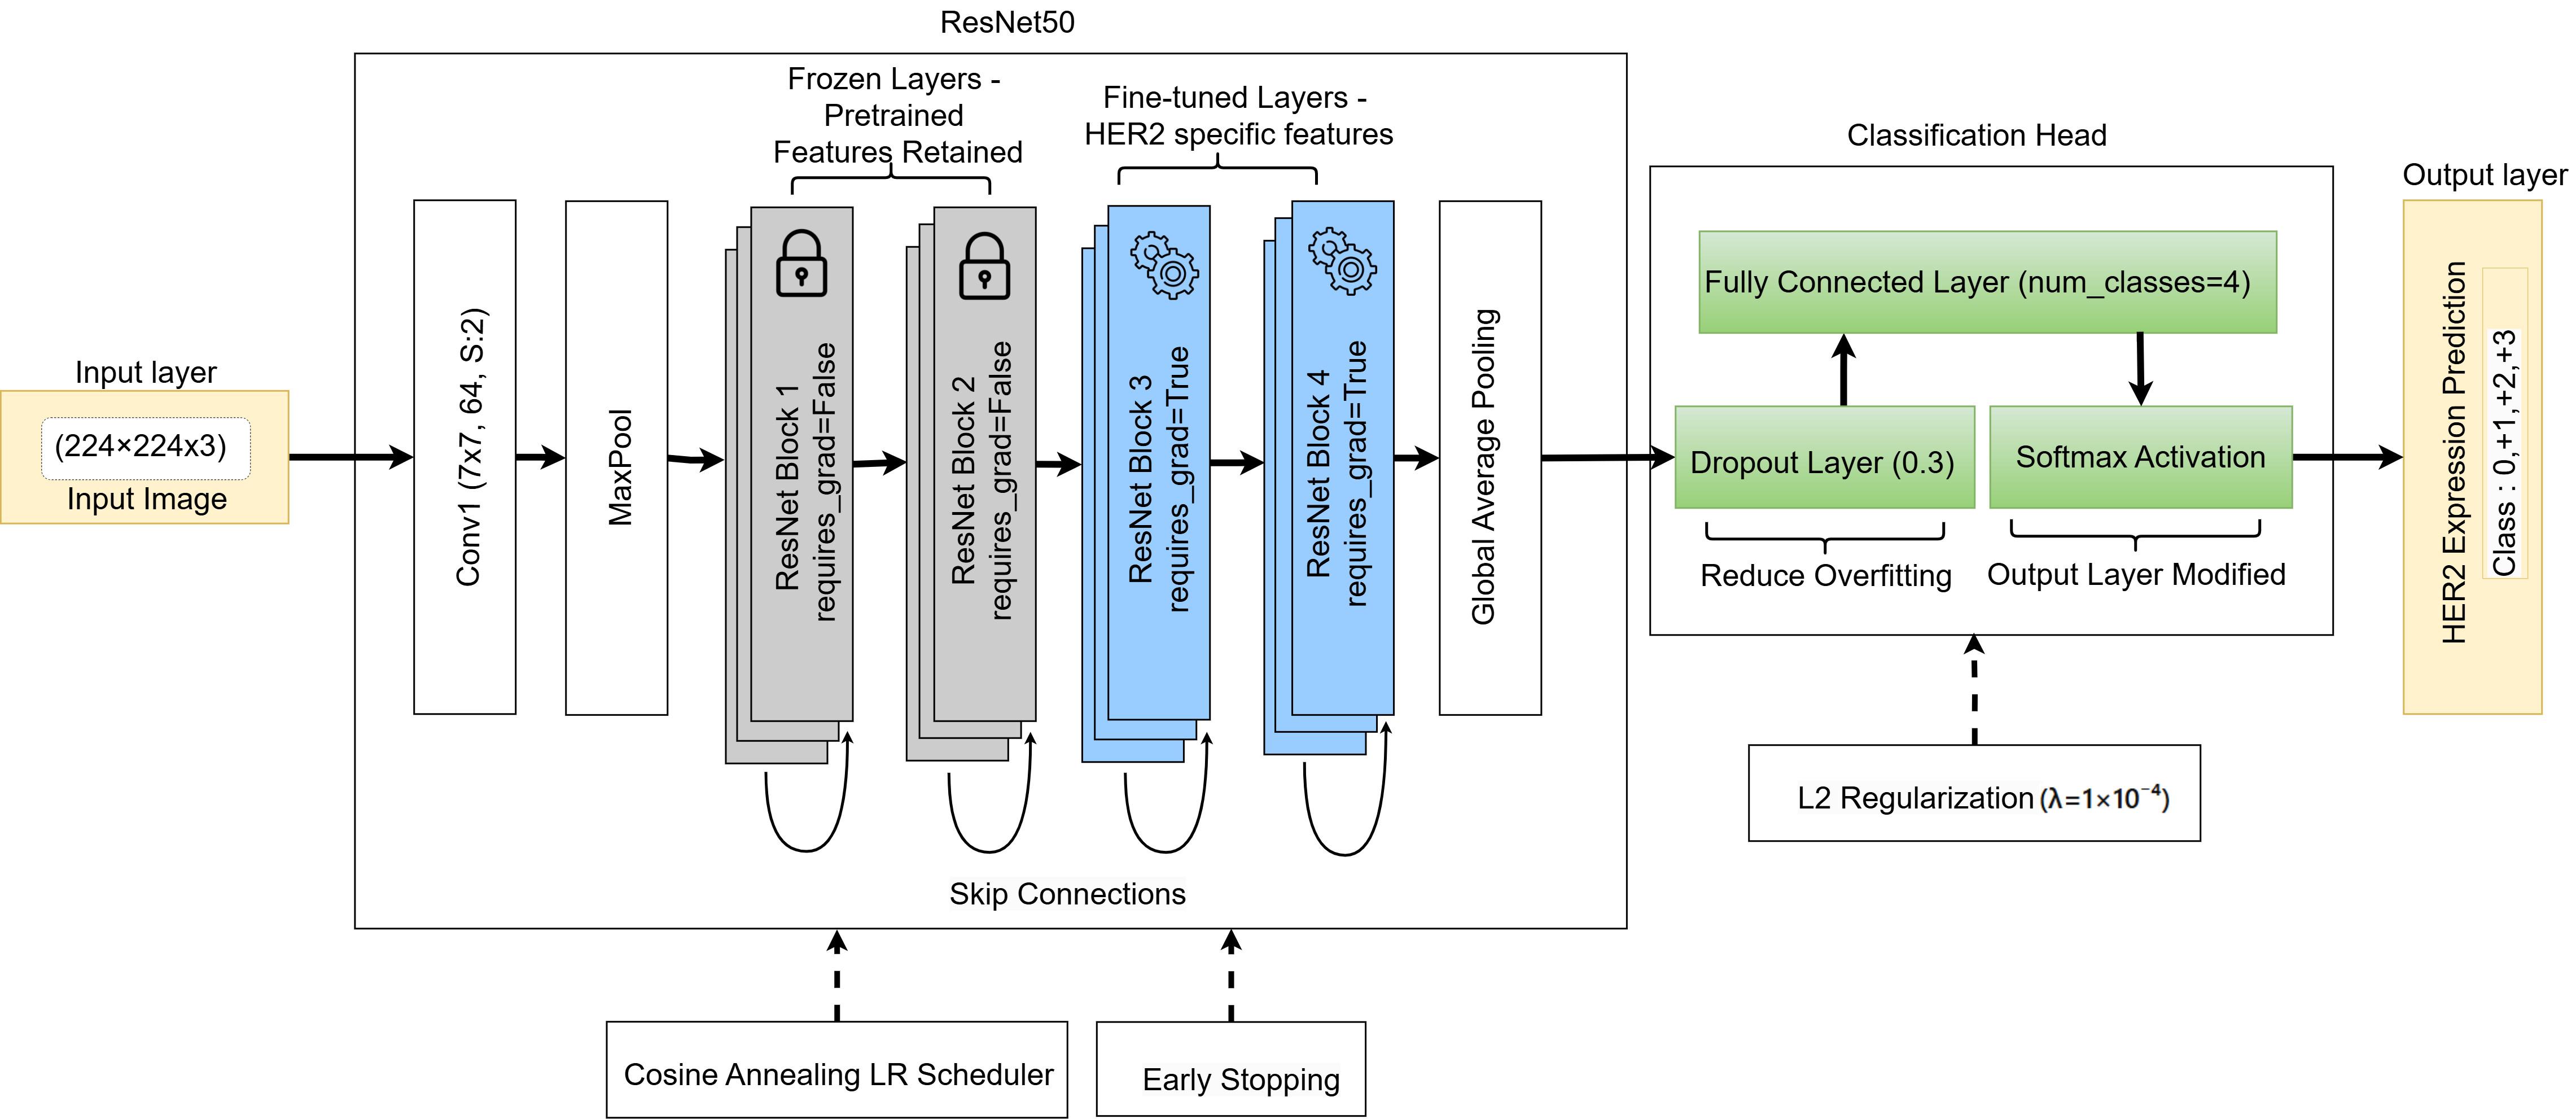 ResNet50
Frozen Layers -
Pretrained
Features Retained
Fine-tuned Layers -
HER2 specific features
Input layer
(224×224x3)
Input Image
Conv1 (7x7, 64, S:2)
MaxPool
ResNet Block 1
requires_grad=False
ResNet Block 2
requires_grad=False
ResNet Block 3
requires_grad=True
ResNet Block 4
requires_grad=True
Global Average Pooling
Skip Connections
Cosine Annealing LR Scheduler
Early Stopping
Classification Head
Fully Connected Layer (num_classes=4)
Dropout Layer (0.3)
Softmax Activation
Reduce Overfitting
Output Layer Modified
L2 Regularization (λ=1×10⁻⁴)
Output layer
HER2 Expression Prediction
Class : 0,+1,+2,+3